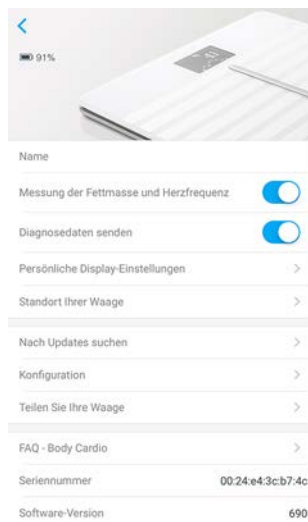 91%
Name
Messung der Fettmasse und Herzfrequenz
Diagnosedaten senden
Persönliche Display-Einstellungen
Standort Ihrer Waage
Nach Updates suchen
Konfiguration
Teilen Sie Ihre Waage
FAQ - Body Cardio
Seriennummer 00:24:e4:3c:b7:4c
Software-Version 690